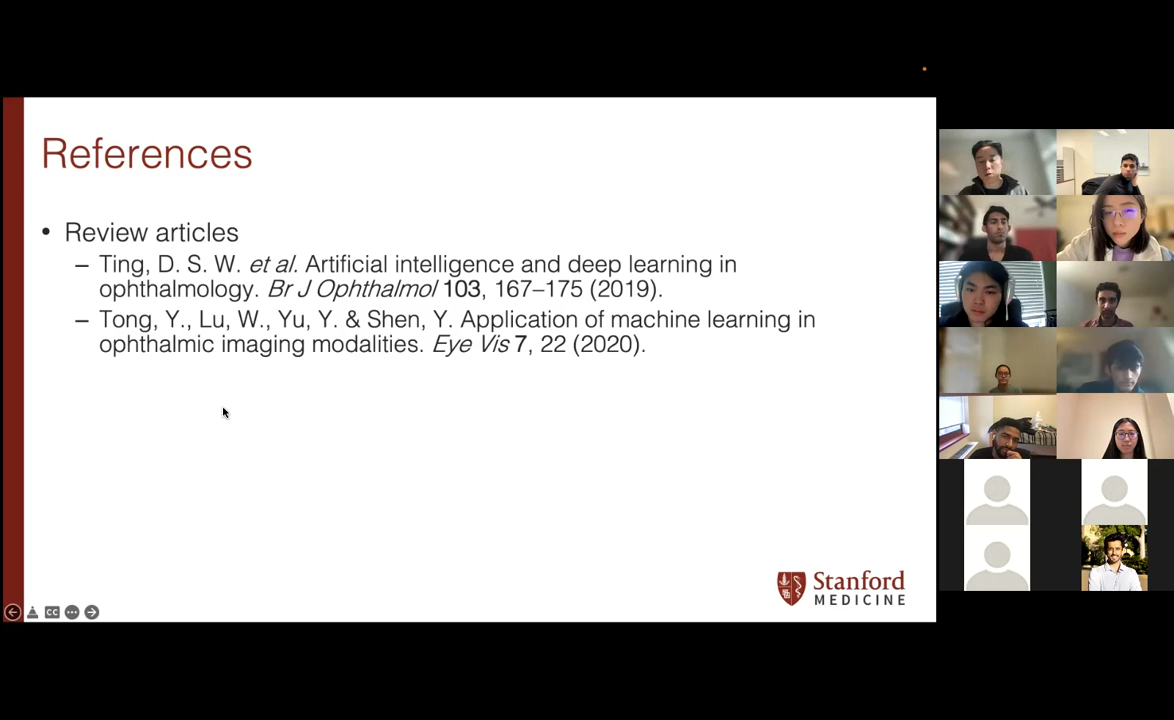 References
• Review articles
– Ting, D. S. W. et al. Artificial intelligence and deep learning in
ophthalmology. Br J Ophthalmol 103, 167–175 (2019).
– Tong, Y., Lu, W., Yu, Y. & Shen, Y. Application of machine learning in
ophthalmic imaging modalities. Eye Vis 7, 22 (2020).
Stanford
MEDICINE
CC